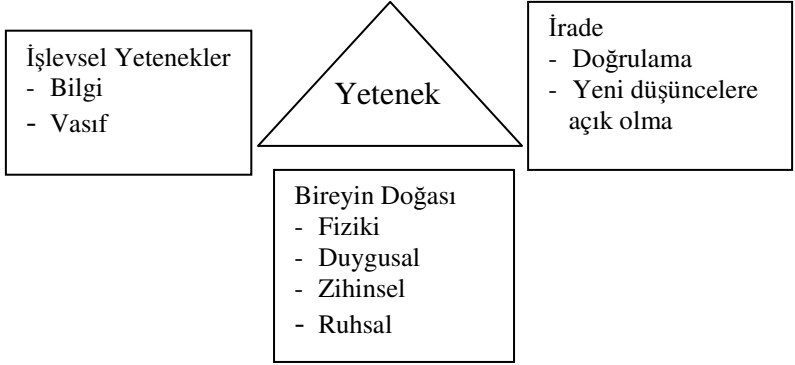 İşlevsel Yetenekler
- Bilgi
- Vasıf
Yetenek
İrade
- Doğrulama
- Yeni düşüncelere
açık olma
Bireyin Doğası
- Fiziki
- Duygusal
- Zihinsel
- Ruhsal